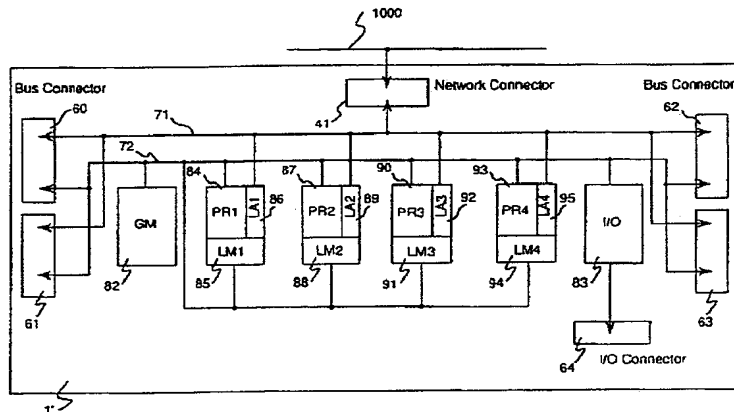 1000
Bus Connector
60
Network Connector
41
Bus Connector
62
71
72
84
87
90
93
GM
PR1
LA1
86
PR2
LA2
89
PR3
LA3
92
PR4
LA4
95
I/O
LM1
LM2
LM3
LM4
82
85
88
91
94
83
61
63
64
I/O Connector